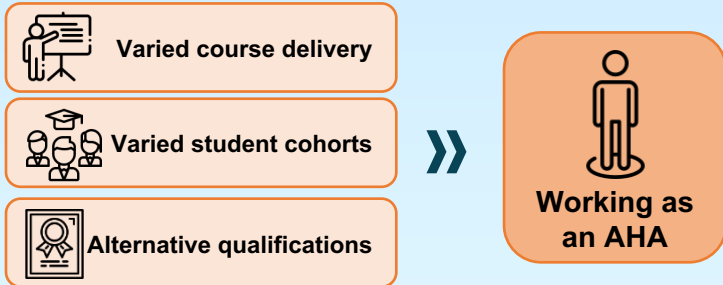 Varied course delivery
Varied student cohorts
Alternative qualifications
Working as
an AHA